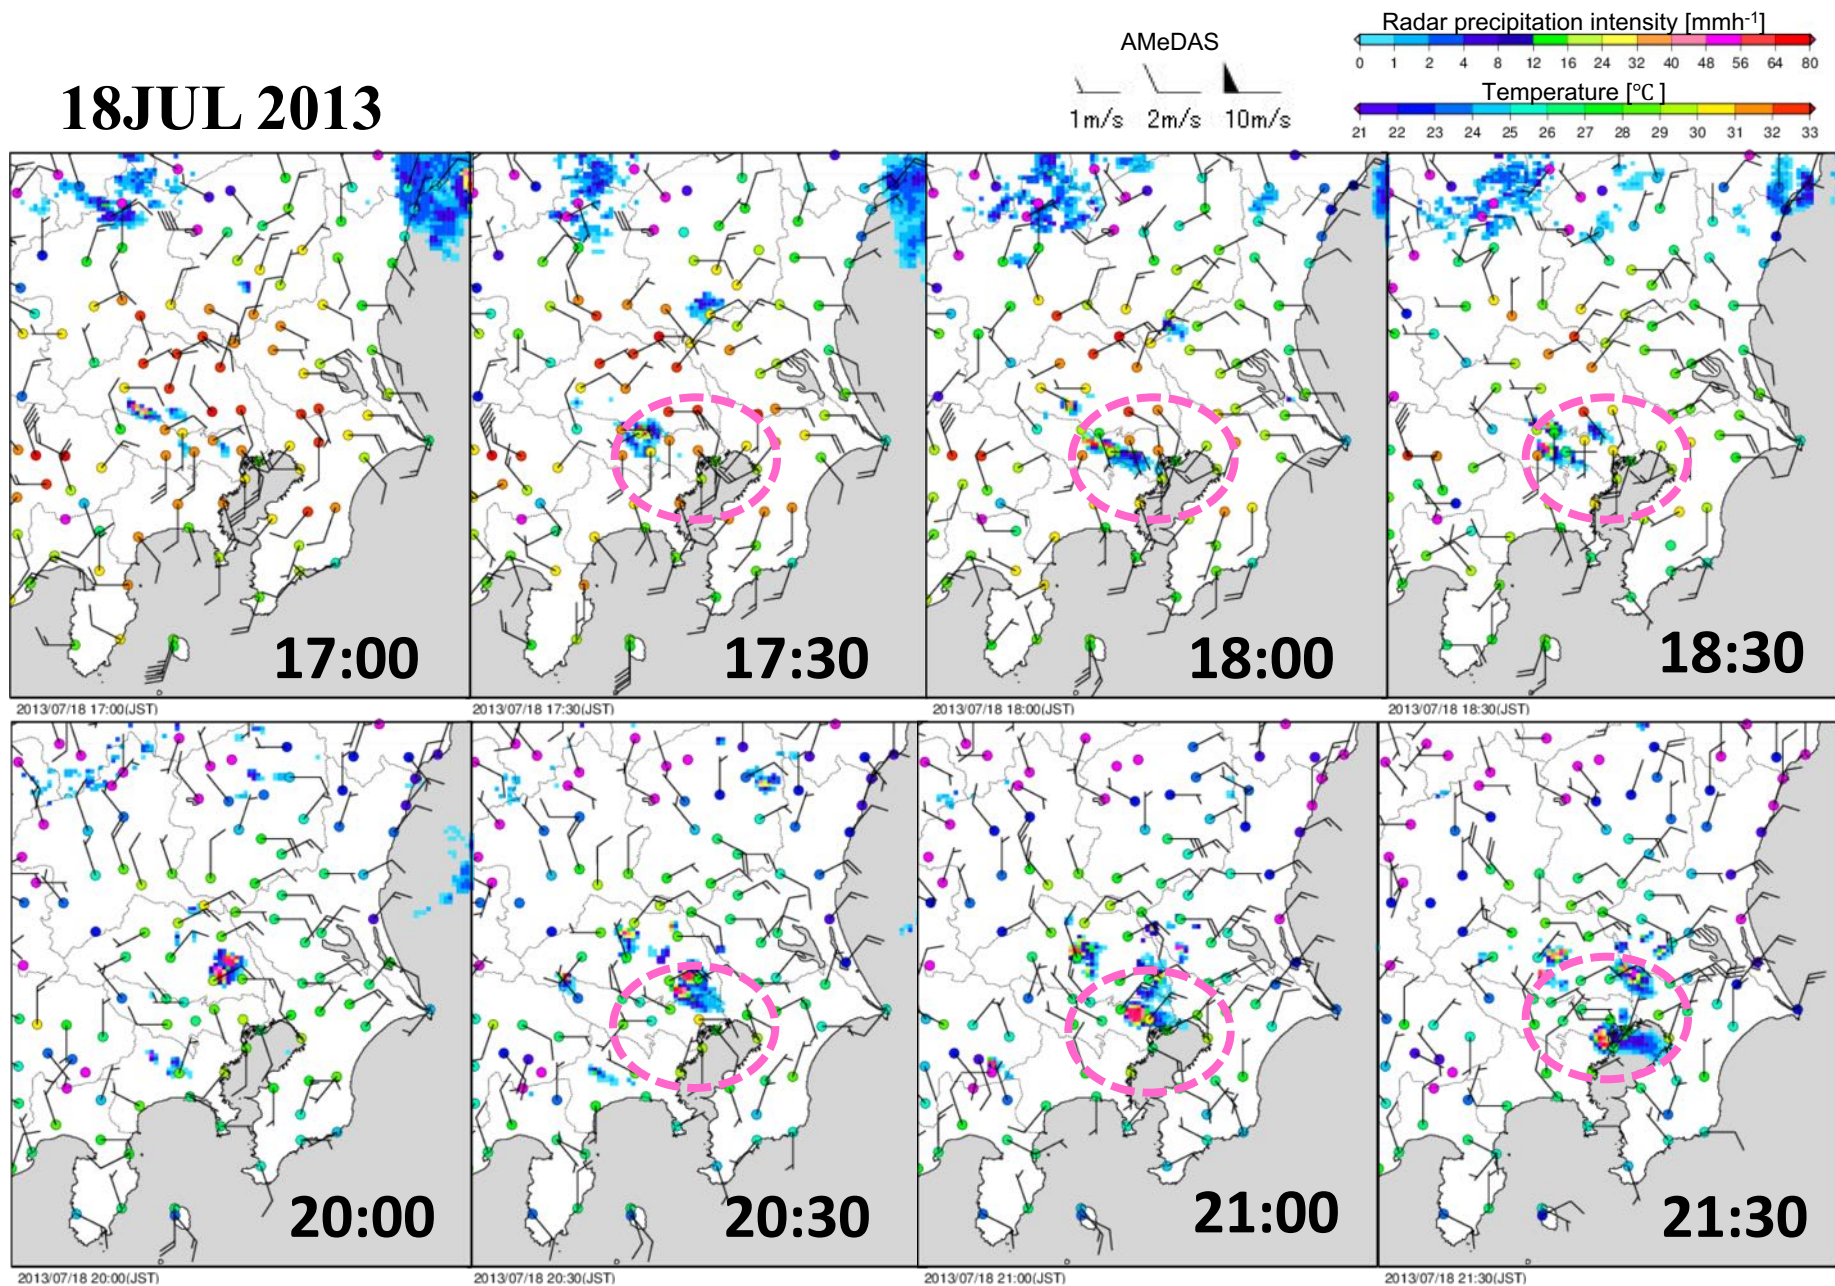 Radar precipitation intensity [mmh-1]
AMeDAS
0 1 2 4 8 12 16 24 32 40 48 56 64 80
Temperature [℃]
1m/s 2m/s 10m/s
21 22 23 24 25 26 27 28 29 30 31 32 33
18JUL 2013
17:00 17:30 18:00 18:30
2013/07/18 17:00(JST) 2013/07/18 17:30(JST) 2013/07/18 18:00(JST) 2013/07/18 18:30(JST)
20:00 20:30 21:00 21:30
2013/07/18 20:00(JST) 2013/07/18 20:30(JST) 2013/07/18 21:00(JST) 2013/07/18 21:30(JST)